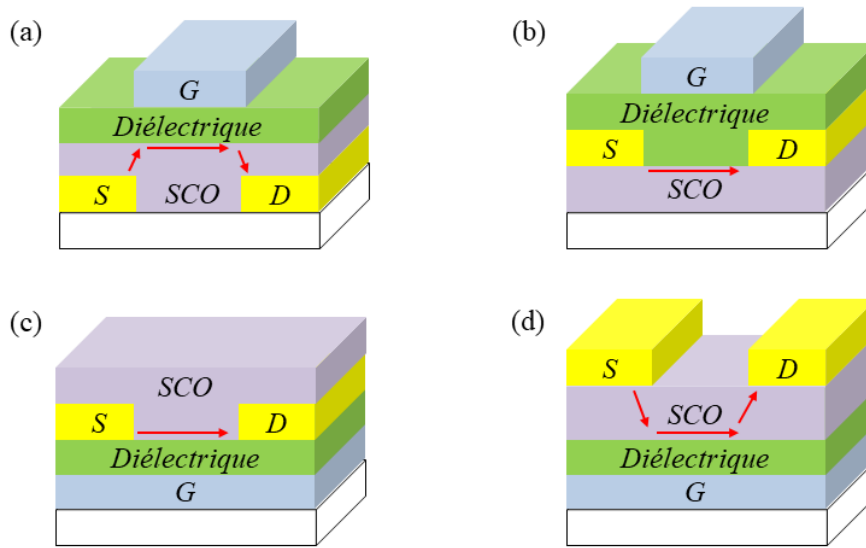 (a)
G
Diélectrique
S SCO D
(b)
G
Diélectrique
S D
SCO
(c)
SCO
S D
Diélectrique
G
(d)
S D
SCO
Diélectrique
G